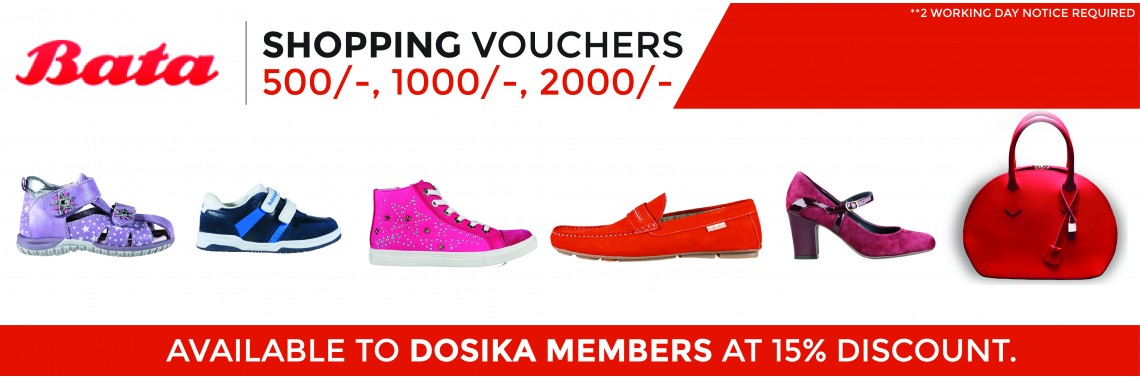 **2 WORKING DAY NOTICE REQUIRED
Bata
SHOPPING VOUCHERS
500/-, 1000/-, 2000/-
AVAILABLE TO DOSIKA MEMBERS AT 15% DISCOUNT.